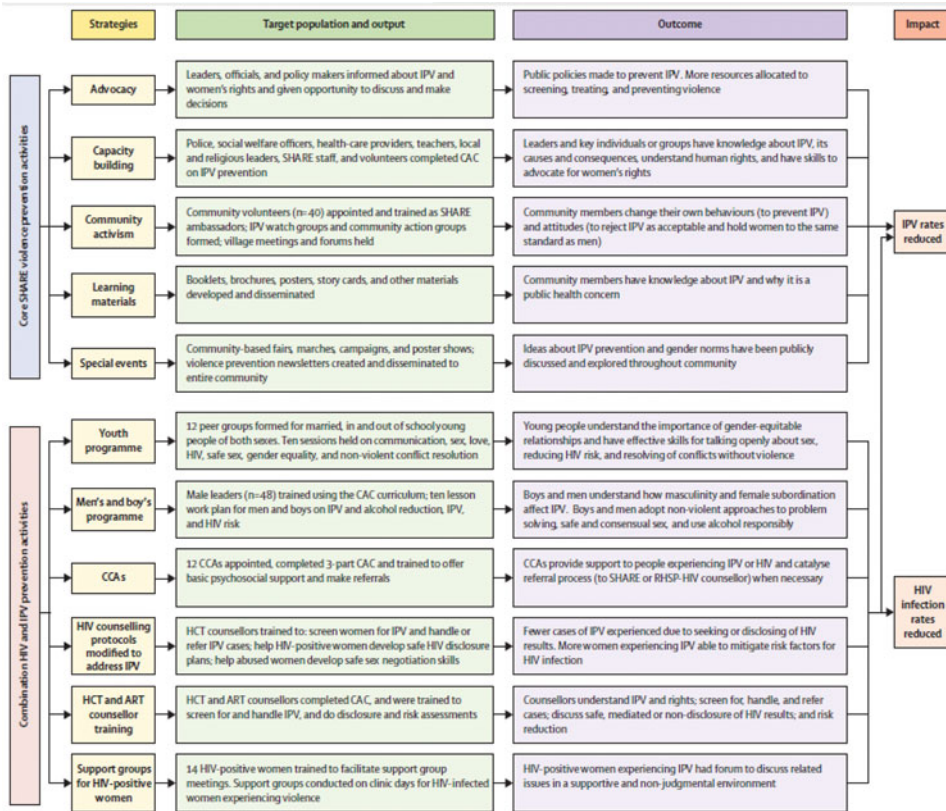 Strategies
Target population and output
Outcome
Impact
Core SHARE violence prevention activities
Advocacy
Leaders, officials, and policy makers informed about IPV and
women's rights and given opportunity to discuss and make
decisions
Public policies made to prevent IPV. More resources allocated to
screening, treating, and preventing violence
Capacity
building
Police, social welfare officers, health-care providers, teachers, local
and religious leaders, SHARE staff, and volunteers completed CAC
on IPV prevention
Leaders and key individuals or groups have knowledge about IPV, its
causes and consequences, understand human rights, and have skills to
advocate for women's rights
Community
activism
Community volunteers (n=40) appointed and trained as SHARE
ambassadors; IPV watch groups and community action groups
formed; village meetings and forums held
Community members change their own behaviours (to prevent IPV)
and attitudes (to reject IPV as acceptable and hold women to the same
standard as men)
IPV rates
reduced
Learning
materials
Booklets, brochures, posters, story cards, and other materials
developed and disseminated
Community members have knowledge about IPV and why it is a
public health concern
Special events
Community-based fairs, marches, campaigns, and poster shows;
violence prevention newsletters created and disseminated to
entire community
Ideas about IPV prevention and gender norms have been publicly
discussed and explored throughout community
Combination HIV and IPV prevention activities
Youth
programme
12 peer groups formed for married, in and out of school young
people of both sexes. Ten sessions held on communication, sex, love,
HIV, safe sex, gender equality, and non-violent conflict resolution
Young people understand the importance of gender-equitable
relationships and have effective skills for talking openly about sex,
reducing HIV risk, and resolving of conflicts without violence
Men's and boy's
programme
Male leaders (n=48) trained using the CAC curriculum; ten lesson
work plan for men and boys on IPV and alcohol reduction, IPV,
and HIV risk
Boys and men understand how masculinity and female subordination
affect IPV. Boys and men adopt non-violent approaches to problem
solving, safe and consensual sex, and use alcohol responsibly
CCAs
12 CCAs appointed, completed 3-part CAC and trained to offer
basic psychosocial support and make referrals
CCAs provide support to people experiencing IPV or HIV and catalyse
referral process (to SHARE or RHSP-HIV counsellor) when necessary
HIV
infection
rates
reduced
HIV counselling
protocols
modified to
address IPV
HCT counsellors trained to: screen women for IPV and handle or
refer IPV cases; help HIV-positive women develop safe HIV disclosure
plans; help abused women develop safe sex negotiation skills
Fewer cases of IPV experienced due to seeking or disclosing of HIV
results. More women experiencing IPV able to mitigate risk factors for
HIV infection
HCT and ART
counsellor
training
HCT and ART counsellors completed CAC, and were trained to
screen for and handle IPV, and do disclosure and risk assessments
Counsellors understand IPV and rights; screen for, handle, and refer
cases; discuss safe, mediated or non-disclosure of HIV results; and risk
reduction
Support groups
for HIV-positive
women
14 HIV-positive women trained to facilitate support group
meetings. Support groups conducted on clinic days for HIV-infected
women experiencing violence
HIV-positive women experiencing IPV had forum to discuss related
issues in a supportive and non-judgmental environment